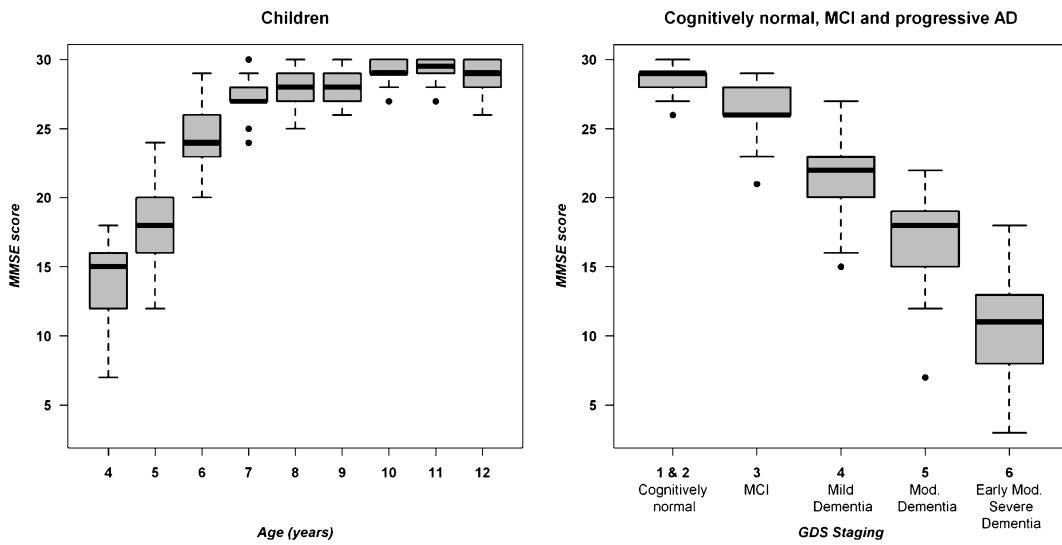 Children
MMSE score
30
25
20
15
10
5
4 5 6 7 8 9 10 11 12
Age (years)
Cognitively normal, MCI and progressive AD
MMSE score
30
25
20
15
10
5
1 & 2 3 4 5 6
Cognitively MCI Mild Mod. Early Mod.
normal Dementia Dementia Severe
Dementia
GDS Staging